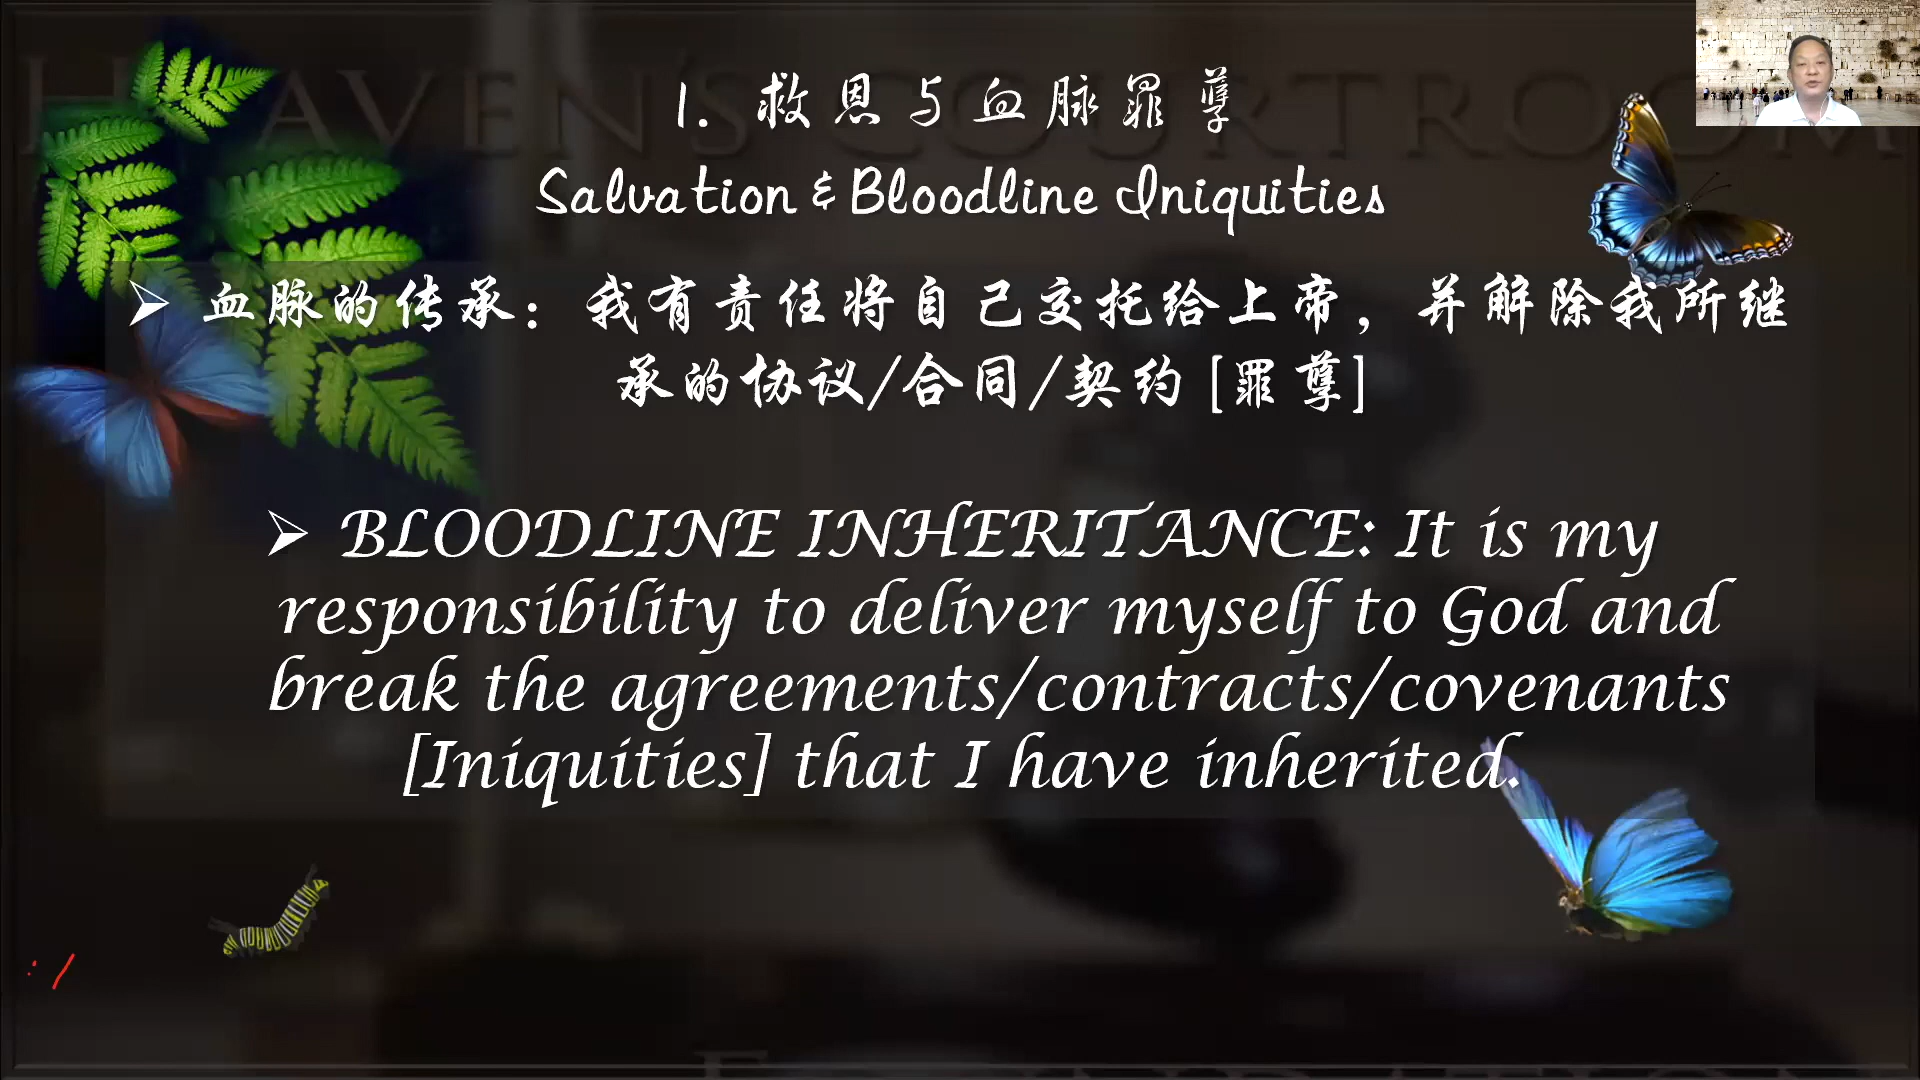 HEAVEN'S COURTROOM
1. 救恩与血脉罪孽
Salvation & Bloodline Iniquities
➢ 血脉的传承：我有责任将自己交托给上帝，并解除我所继
承的协议/合同/契约 [罪孽]
➢ BLOODLINE INHERITANCE: It is my
responsibility to deliver myself to God and
break the agreements/contracts/covenants
[Iniquities] that I have inherited.